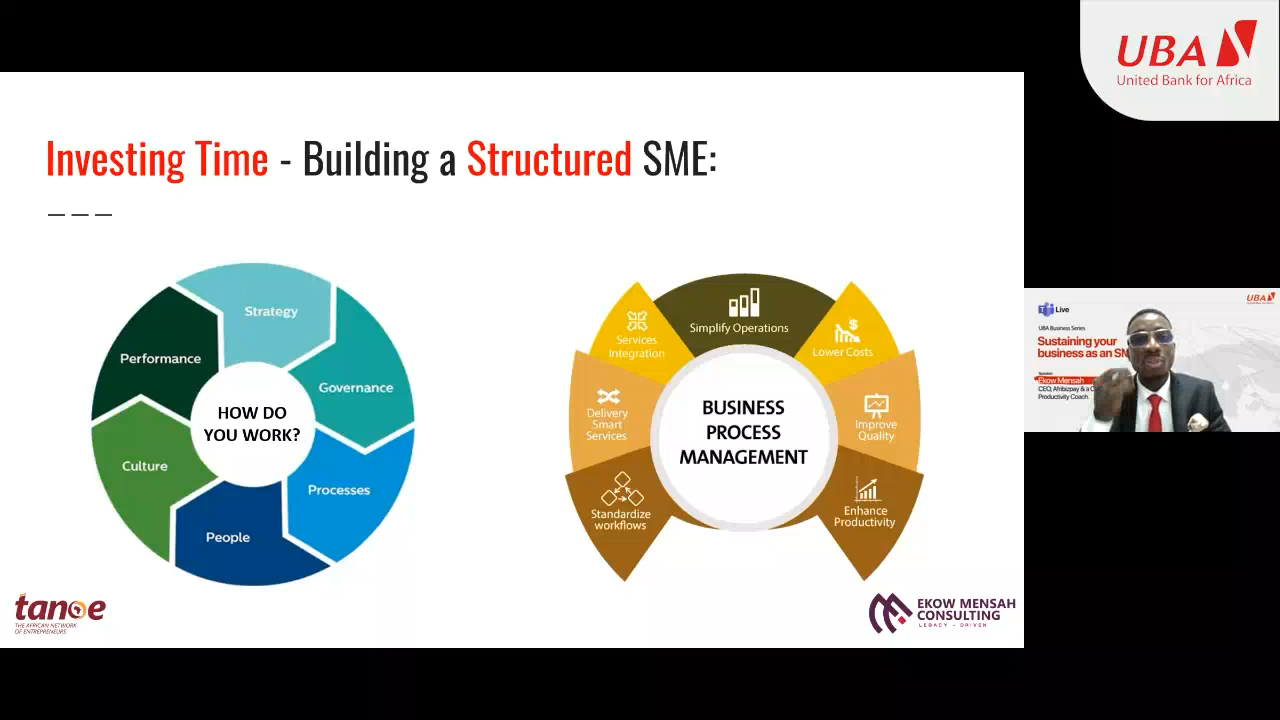 UBA
United Bank for Africa
Investing Time - Building a Structured SME:
Strategy
Performance
Governance
HOW DO
YOU WORK?
Culture
Processes
People
Simplify Operations
Services
Integration
Lower Costs
Delivery
Smart
Services
BUSINESS
PROCESS
MANAGEMENT
Improve
Quality
Standardize
workflows
Enhance
Productivity
tanoe
THE AFRICAN NETWORK
OF ENTREPRENEURS
EKOW MENSAH
CONSULTING
LEGACY - DRIVEN
UBA
Live
UBA Business Series
Sustaining your
business as an SM
Speaker
Ekow Mensah
CEO, Afribizpay & a C
Productivity Coach